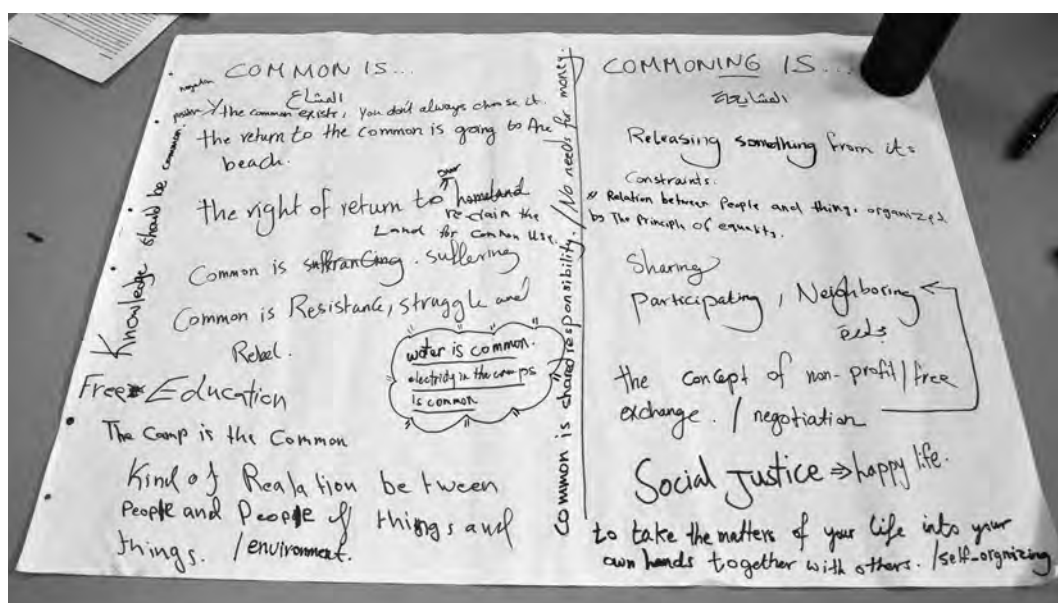 COMMON IS...
المشاع
negative
positive
the common exists, you don't always choose it.
the return to the common is going to the
beach.
the right of return to our homeland
reclaim the
Land for common Use.
Common is suffering
Common is Resistance, struggle and
Rebel.
water is common.
electricity in the camps
is common
Free Education
The Camp is the Common
Kind of Realation between
People and People of things and
things. /environment.
Knowledge should be common.
common is shared responsibility. / No needs for money
COMMONING IS...
Releasing something from its
Constraints.
Relation between People and things organized
by The Principle of equality.
Sharing
Participating, Neighboring
the concept of non-profit/free
exchange. / negotiation
Social Justice ⇒ happy life.
to take the matters of your life into your
own hands together with others. /self-orgnizing